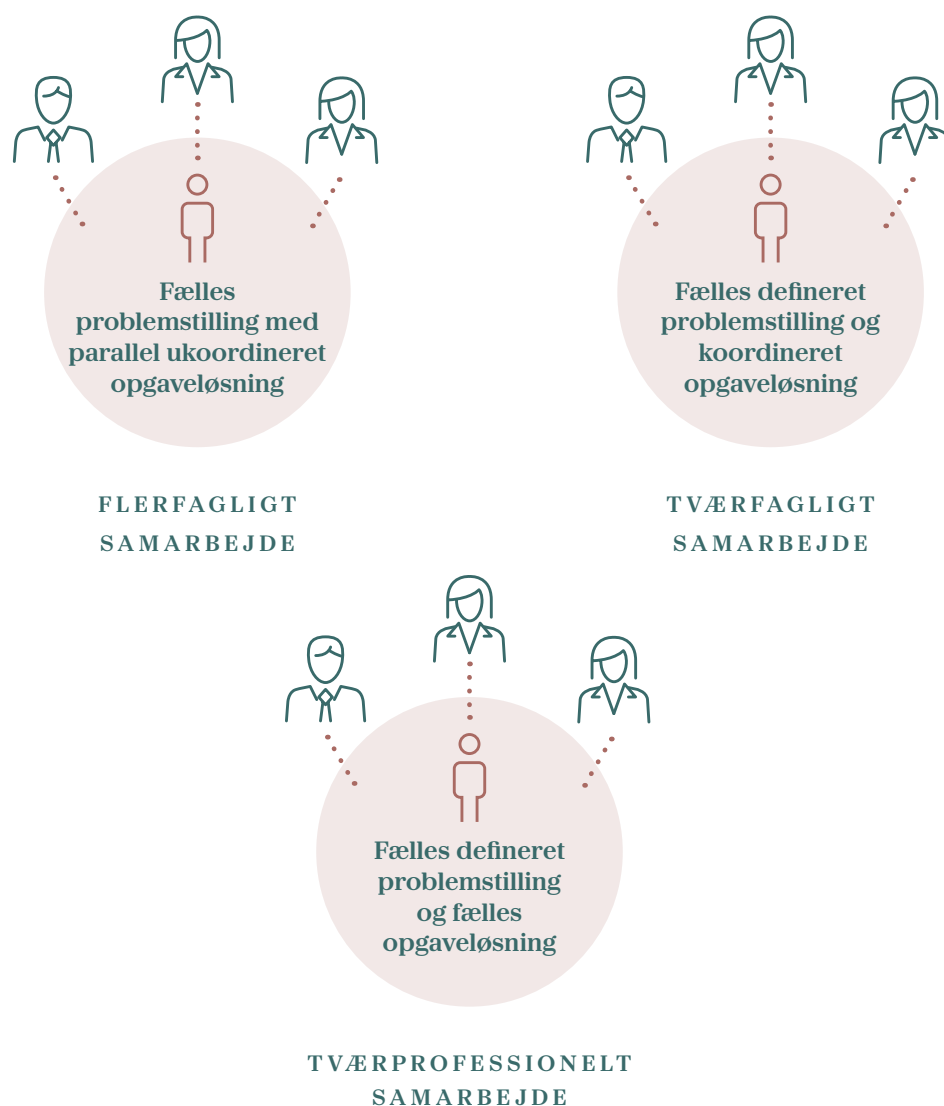 Fælles
problemstilling med
parallel ukoordineret
opgaveløsning
FLERFAGLIGT
SAMARBEJDE
Fælles defineret
problemstilling og
koordineret
opgaveløsning
TVÆRFAGLIGT
SAMARBEJDE
Fælles defineret
problemstilling
og fælles
opgaveløsning
TVÆRPROFESSIONELT
SAMARBEJDE